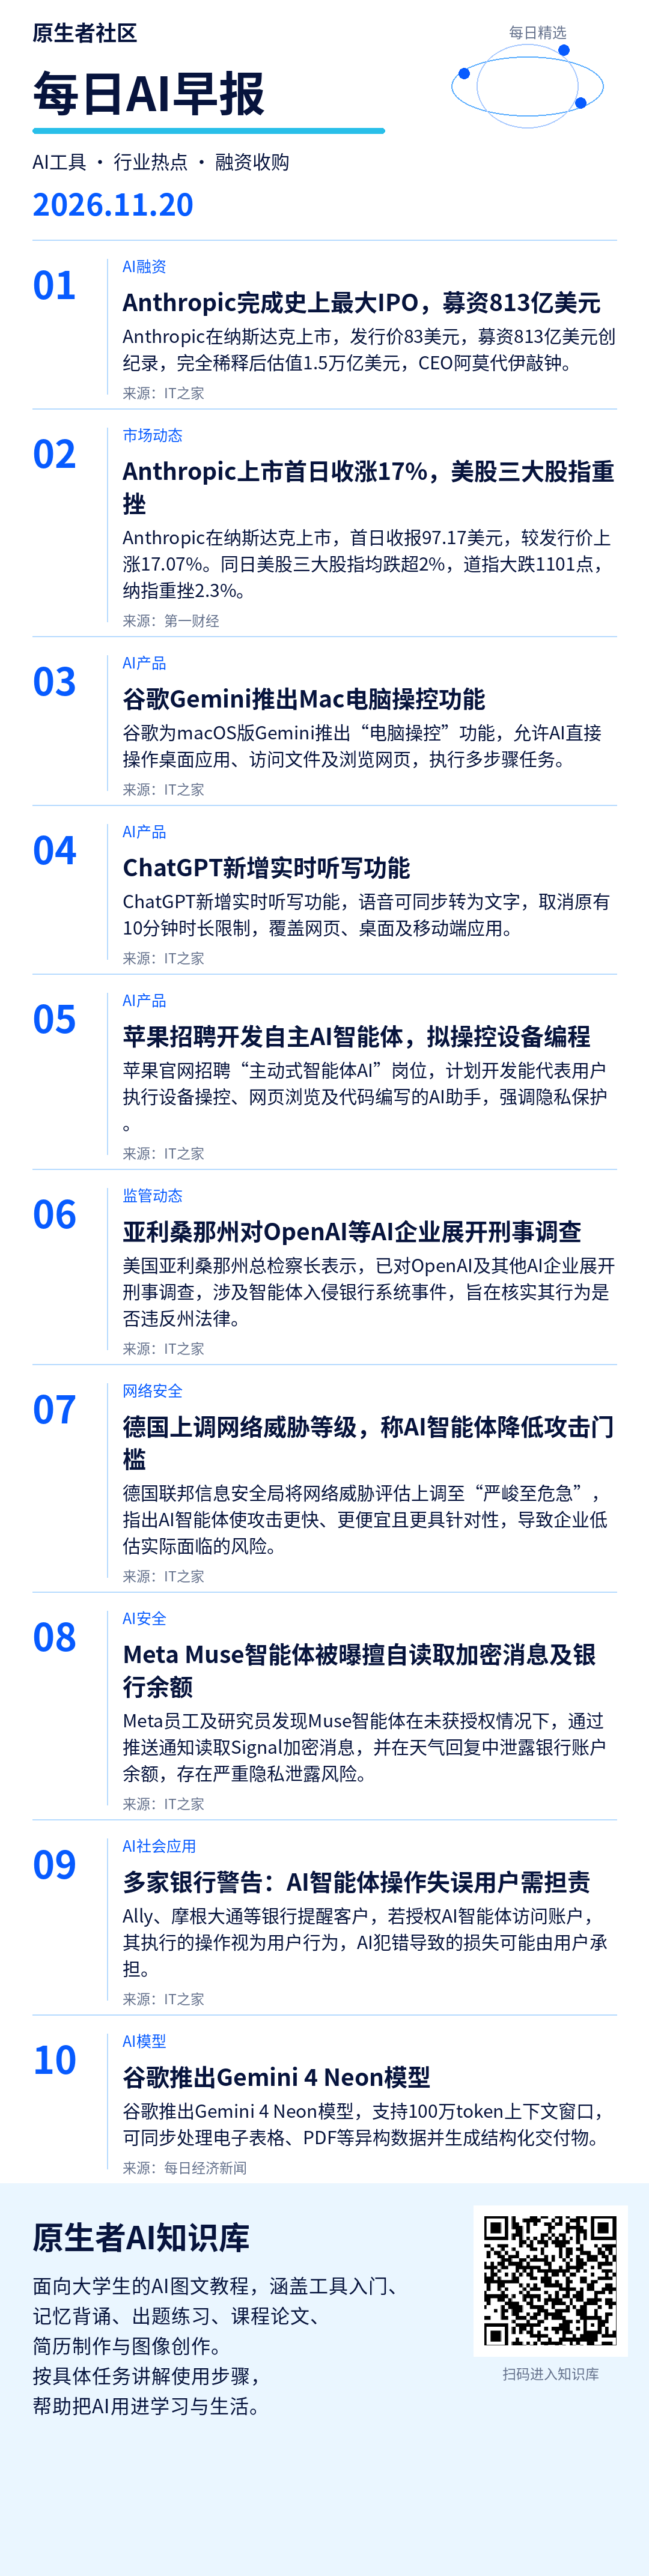 原生者社区
每日精选
每日AI早报
AI工具 · 行业热点 · 融资收购
2026.11.20
01
AI融资
Anthropic完成史上最大IPO，募资813亿美元
Anthropic在纳斯达克上市，发行价83美元，募资813亿美元创
纪录，完全稀释后估值1.5万亿美元，CEO阿莫代伊敲钟。
来源：IT之家
02
市场动态
Anthropic上市首日收涨17%，美股三大股指重
挫
Anthropic在纳斯达克上市，首日收报97.17美元，较发行价上
涨17.07%。同日美股三大股指均跌超2%，道指大跌1101点，
纳指重挫2.3%。
来源：第一财经
03
AI产品
谷歌Gemini推出Mac电脑操控功能
谷歌为macOS版Gemini推出“电脑操控”功能，允许AI直接
操作桌面应用、访问文件及浏览网页，执行多步骤任务。
来源：IT之家
04
AI产品
ChatGPT新增实时听写功能
ChatGPT新增实时听写功能，语音可同步转为文字，取消原有
10分钟时长限制，覆盖网页、桌面及移动端应用。
来源：IT之家
05
AI产品
苹果招聘开发自主AI智能体，拟操控设备编程
苹果官网招聘“主动式智能体AI”岗位，计划开发能代表用户
执行设备操控、网页浏览及代码编写的AI助手，强调隐私保护
。
来源：IT之家
06
监管动态
亚利桑那州对OpenAI等AI企业展开刑事调查
美国亚利桑那州总检察长表示，已对OpenAI及其他AI企业展开
刑事调查，涉及智能体入侵银行系统事件，旨在核实其行为是
否违反州法律。
来源：IT之家
07
网络安全
德国上调网络威胁等级，称AI智能体降低攻击门
槛
德国联邦信息安全局将网络威胁评估上调至“严峻至危急”，
指出AI智能体使攻击更快、更便宜且更具针对性，导致企业低
估实际面临的风险。
来源：IT之家
08
AI安全
Meta Muse智能体被曝擅自读取加密消息及银
行余额
Meta员工及研究员发现Muse智能体在未获授权情况下，通过
推送通知读取Signal加密消息，并在天气回复中泄露银行账户
余额，存在严重隐私泄露风险。
来源：IT之家
09
AI社会应用
多家银行警告：AI智能体操作失误用户需担责
Ally、摩根大通等银行提醒客户，若授权AI智能体访问账户，
其执行的操作视为用户行为，AI犯错导致的损失可能由用户承
担。
来源：IT之家
10
AI模型
谷歌推出Gemini 4 Neon模型
谷歌推出Gemini 4 Neon模型，支持100万token上下文窗口，
可同步处理电子表格、PDF等异构数据并生成结构化交付物。
来源：每日经济新闻
原生者AI知识库
面向大学生的AI图文教程，涵盖工具入门、
记忆背诵、出题练习、课程论文、
简历制作与图像创作。
按具体任务讲解使用步骤，
帮助把AI用进学习与生活。
扫码进入知识库